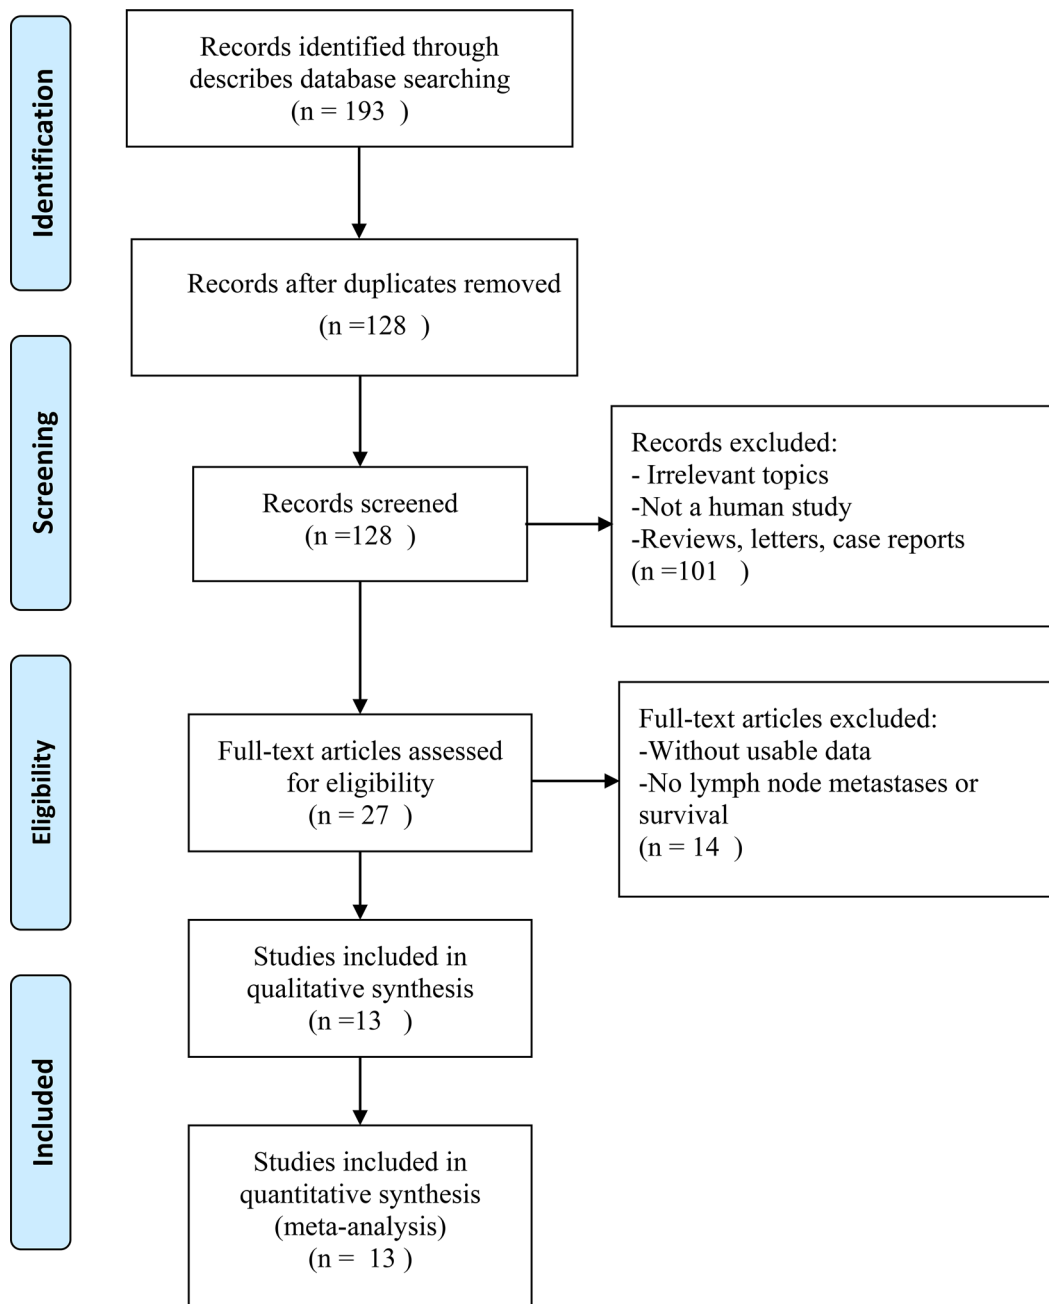 Identification
Records identified through
describes database searching
(n = 193 )
Records after duplicates removed
(n =128 )
Screening
Records screened
(n =128 )
Records excluded:
- Irrelevant topics
-Not a human study
-Reviews, letters, case reports
(n =101 )
Eligibility
Full-text articles assessed
for eligibility
(n = 27 )
Full-text articles excluded:
-Without usable data
-No lymph node metastases or
survival
(n = 14 )
Included
Studies included in
qualitative synthesis
(n =13 )
Studies included in
quantitative synthesis
(meta-analysis)
(n = 13 )